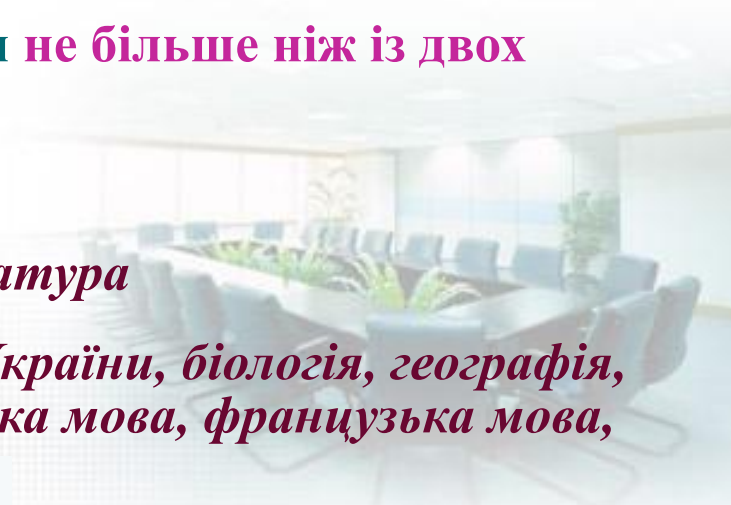 не більше ніж із двох
атура
країни, біологія, географія,
ка мова, французька мова,